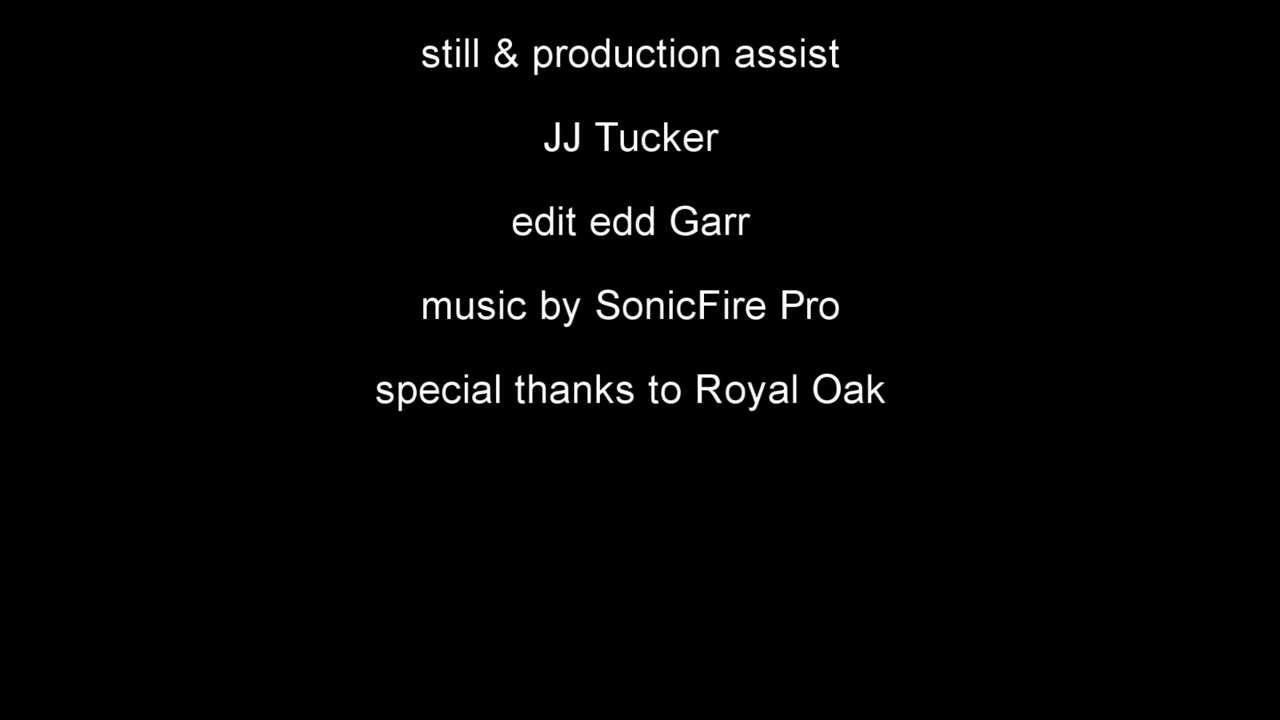 still & production assist
JJ Tucker
edit edd Garr
music by SonicFire Pro
special thanks to Royal Oak